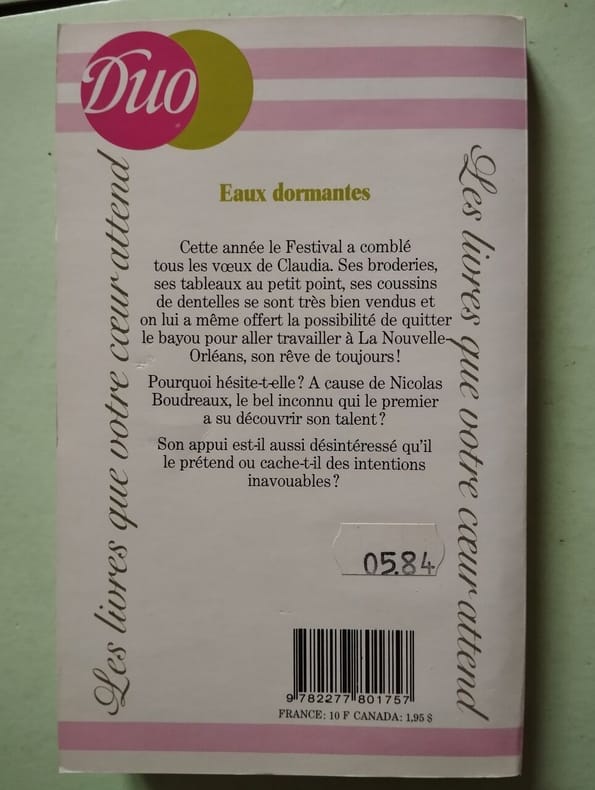 Duo
Eaux dormantes
Cette année le Festival a comblé
tous les vœux de Claudia. Ses broderies,
ses tableaux au petit point, ses coussins
de dentelles se sont très bien vendus et
on lui a même offert la possibilité de quitter
le bayou pour aller travailler à La Nouvelle-
Orléans, son rêve de toujours!
Pourquoi hésite-t-elle? A cause de Nicolas
Boudreaux, le bel inconnu qui le premier
a su découvrir son talent?
Son appui est-il aussi désintéressé qu'il
le prétend ou cache-t-il des intentions
inavouables?
Les livres que votre cœur attend
Les livres que votre cœur attend
05.84
9 782277 801757
FRANCE: 10 F CANADA: 1,95 $